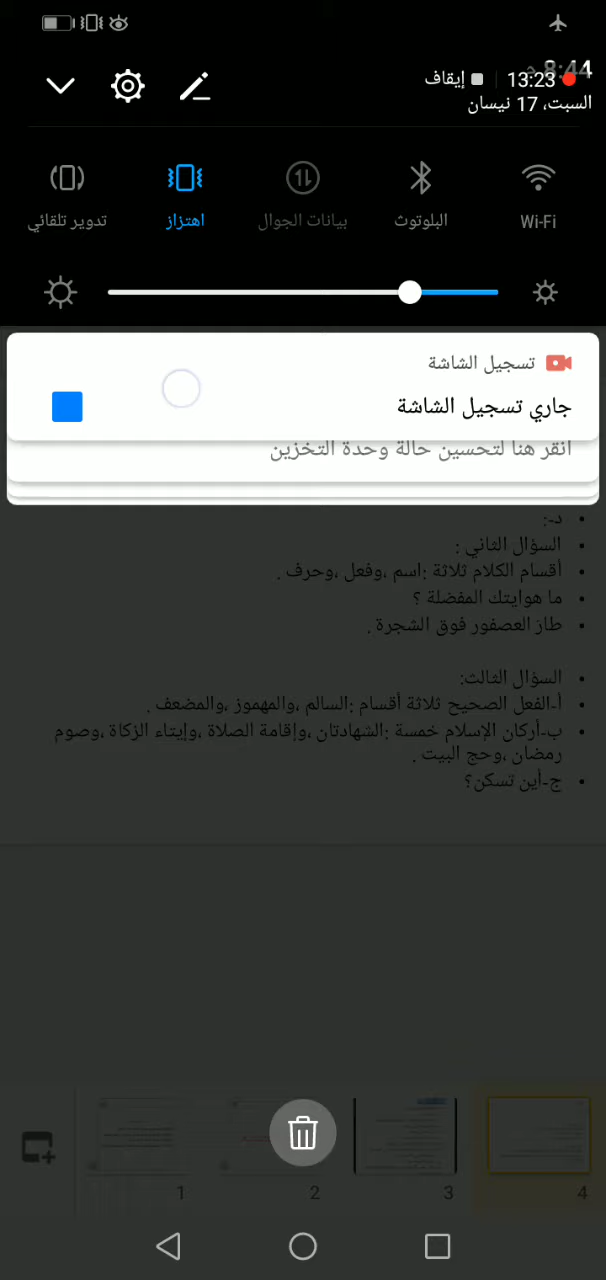 8:44 م
إيقاف 13:23
السبت، 17 نيسان
Wi-Fi
البلوتوث
بيانات الجوال
اهتزاز
تدوير تلقائي
تسجيل الشاشة
جاري تسجيل الشاشة
انقر هنا لتحسين حالة وحدة التخزين
• د-:
• السؤال الثاني :
• أقسام الكلام ثلاثة :اسم ،وفعل ،وحرف .
• ما هوايتك المفضلة ؟
• طاز العصفور فوق الشجرة .
• السؤال الثالث:
• أ-الفعل الصحيح ثلاثة أقسام :السالم ،والمهموز ،والمضعف .
• ب-أركان الإسلام خمسة :الشهادتان ،وإقامة الصلاة ،وإيتاء الزكاة ،وصوم
رمضان ،وحج البيت .
• ج-أين تسكن؟
1
2
3
4